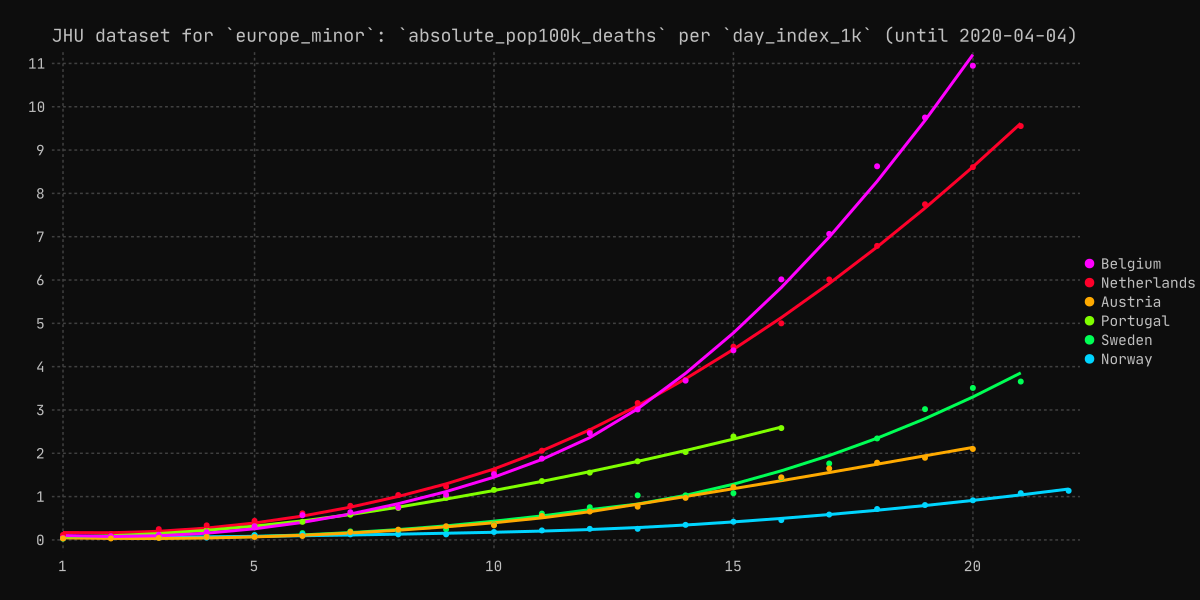 JHU dataset for `europe_minor`: `absolute_pop100k_deaths` per `day_index_1k` (until 2020-04-04)
11
10
9
8
7
6
5
4
3
2
1
0
1 5 10 15 20
Belgium
Netherlands
Austria
Portugal
Sweden
Norway